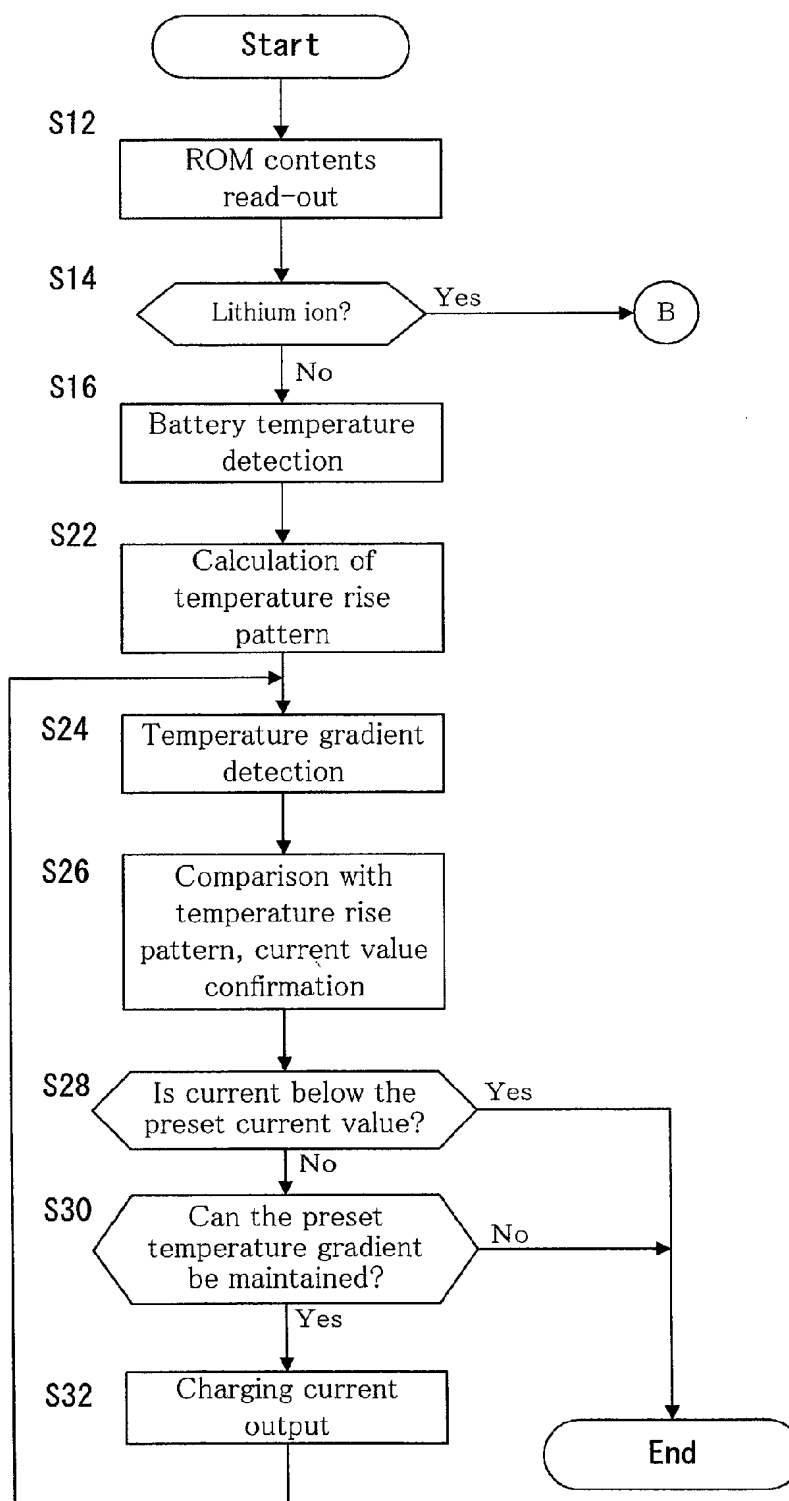 Start
S12
ROM contents
read-out
S14
Lithium ion?
Yes
B
No
S16
Battery temperature
detection
S22
Calculation of
temperature rise
pattern
S24
Temperature gradient
detection
S26
Comparison with
temperature rise
pattern, current value
confirmation
S28
Is current below the
preset current value?
Yes
No
S30
Can the preset
temperature gradient
be maintained?
No
Yes
S32
Charging current
output
End